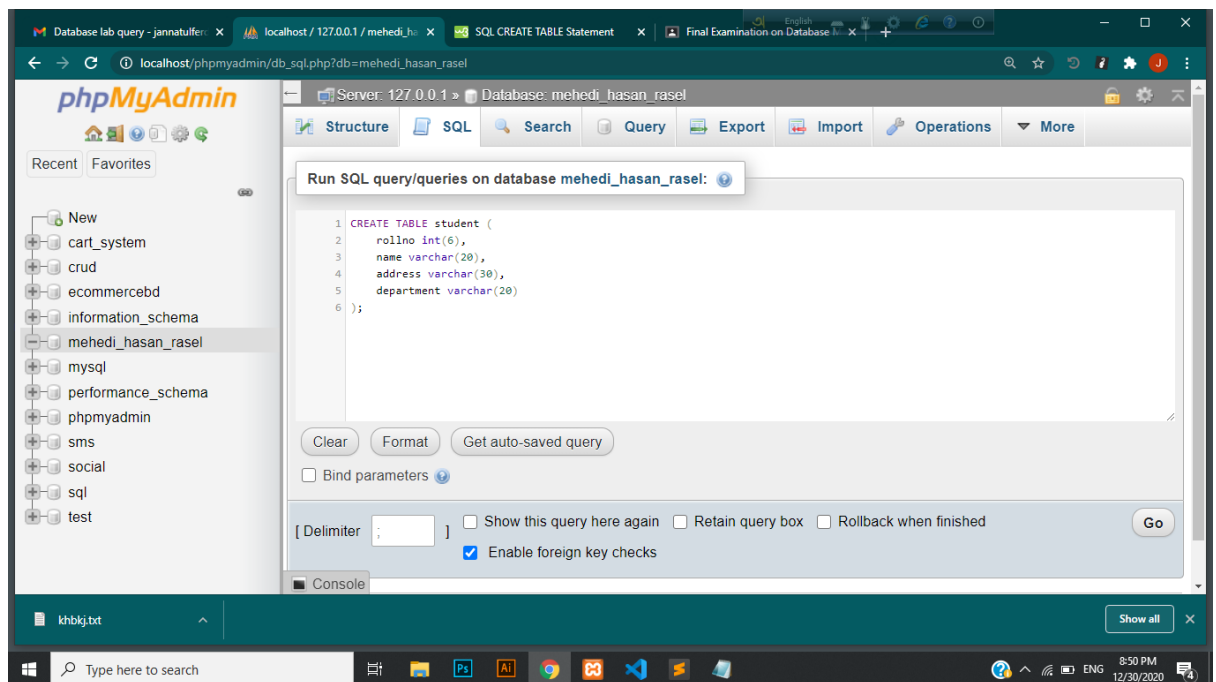 Database lab query - jannatulferc
localhost / 127.0.0.1 / mehedi_ha
SQL CREATE TABLE Statement
Final Examination on Database
English
localhost/phpmyadmin/db_sql.php?db=mehedi_hasan_rasel
J
phpMyAdmin
Recent Favorites
New
cart_system
crud
ecommercebd
information_schema
mehedi_hasan_rasel
mysql
performance_schema
phpmyadmin
sms
social
sql
test
Server: 127.0.0.1 » Database: mehedi_hasan_rasel
Structure SQL Search Query Export Import Operations More
Run SQL query/queries on database mehedi_hasan_rasel:
1 CREATE TABLE student (
2 rollno int(6),
3 name varchar(20),
4 address varchar(30),
5 department varchar(20)
6 );
Clear Format Get auto-saved query
Bind parameters
[ Delimiter ; ] Show this query here again Retain query box Rollback when finished Go
Enable foreign key checks
Console
khbkj.txt
Show all
Type here to search
Ps
Ai
ENG
8:50 PM
12/30/2020
4